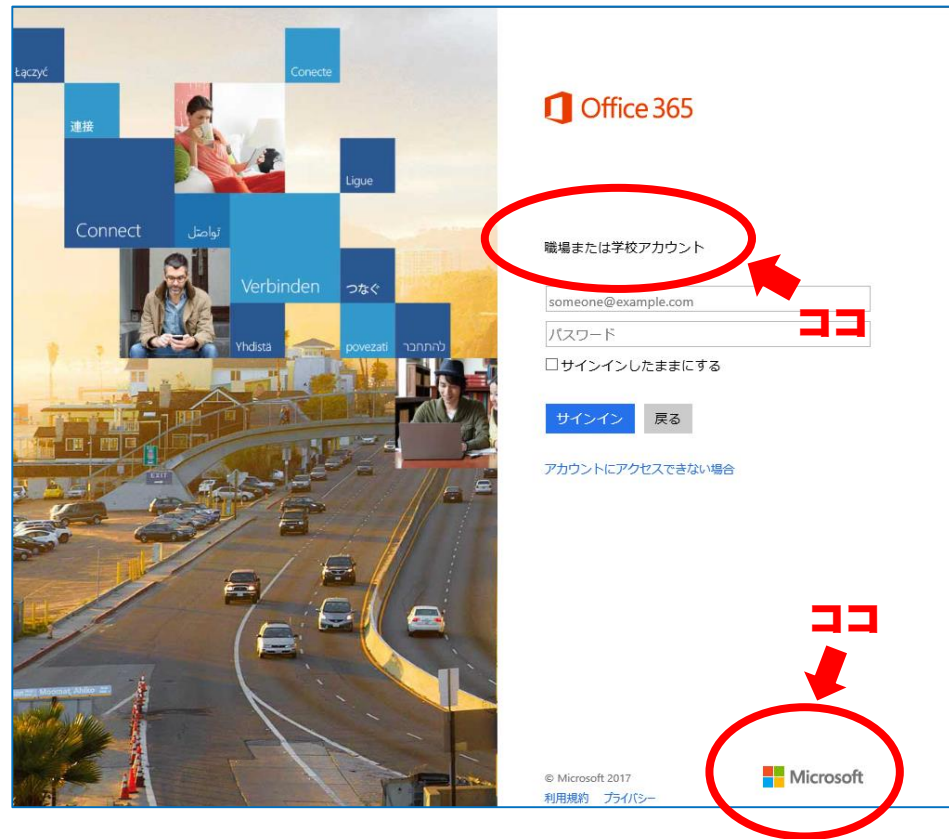 Łączyć
Conecte
連接
Ligue
Connect
تواصَل
Verbinden
つなぐ
Yhdistä
povezati
להתחבר
EXIT
Office 365
職場または学校アカウント
someone@example.com
ココ
パスワード
サインインしたままにする
サインイン
戻る
アカウントにアクセスできない場合
ココ
© Microsoft 2017
Microsoft
利用規約 プライバシー